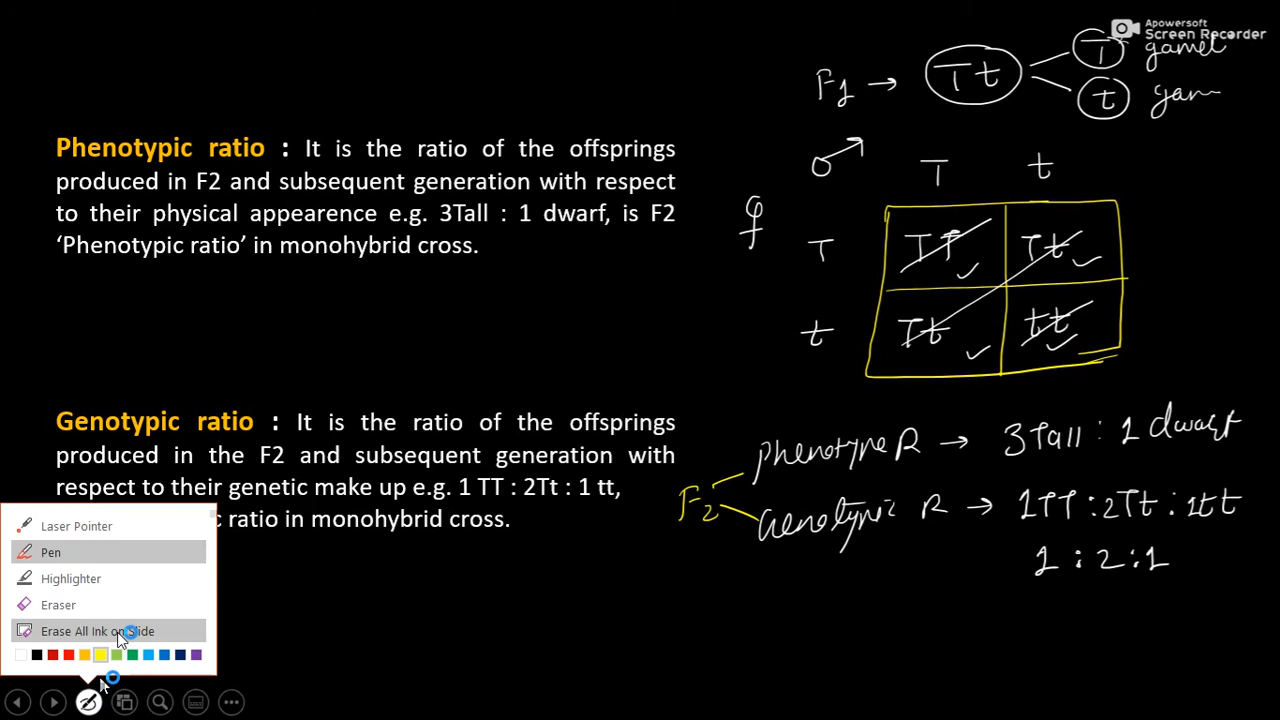 Apowersoft
Screen Recorder
F1 → Tt T gamet
t gam
Phenotypic ratio : It is the ratio of the offsprings
produced in F2 and subsequent generation with respect
to their physical appearence e.g. 3Tall : 1 dwarf, is F2
‘Phenotypic ratio’ in monohybrid cross.
♂ T t
♀
T TT Tt
t Tt tt
Genotypic ratio : It is the ratio of the offsprings
produced in the F2 and subsequent generation with
respect to their genetic make up e.g. 1 TT : 2Tt : 1 tt,
c ratio in monohybrid cross.
F2
Phenotype R → 3Tall : 1 dwarf
Genotypic R → 1TT : 2Tt : 1tt
1 : 2 : 1
Laser Pointer
Pen
Highlighter
Eraser
Erase All Ink on Slide